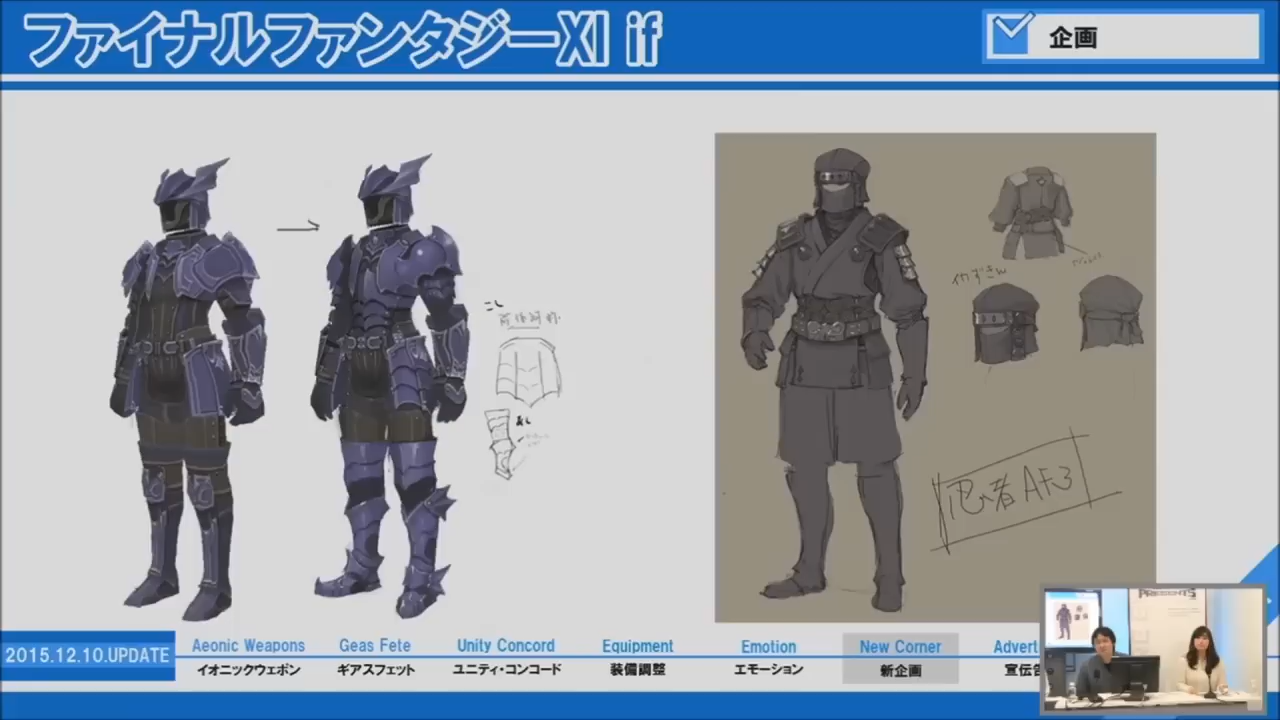 ファイナルファンタジーXI if
企画
忍者AF3
2015.12.10.UPDATE
Aeonic Weapons
イオニックウェポン
Geas Fete
ギアスフェット
Unity Concord
ユニティ・コンコード
Equipment
装備調整
Emotion
エモーション
New Corner
新企画
Advert
宣伝